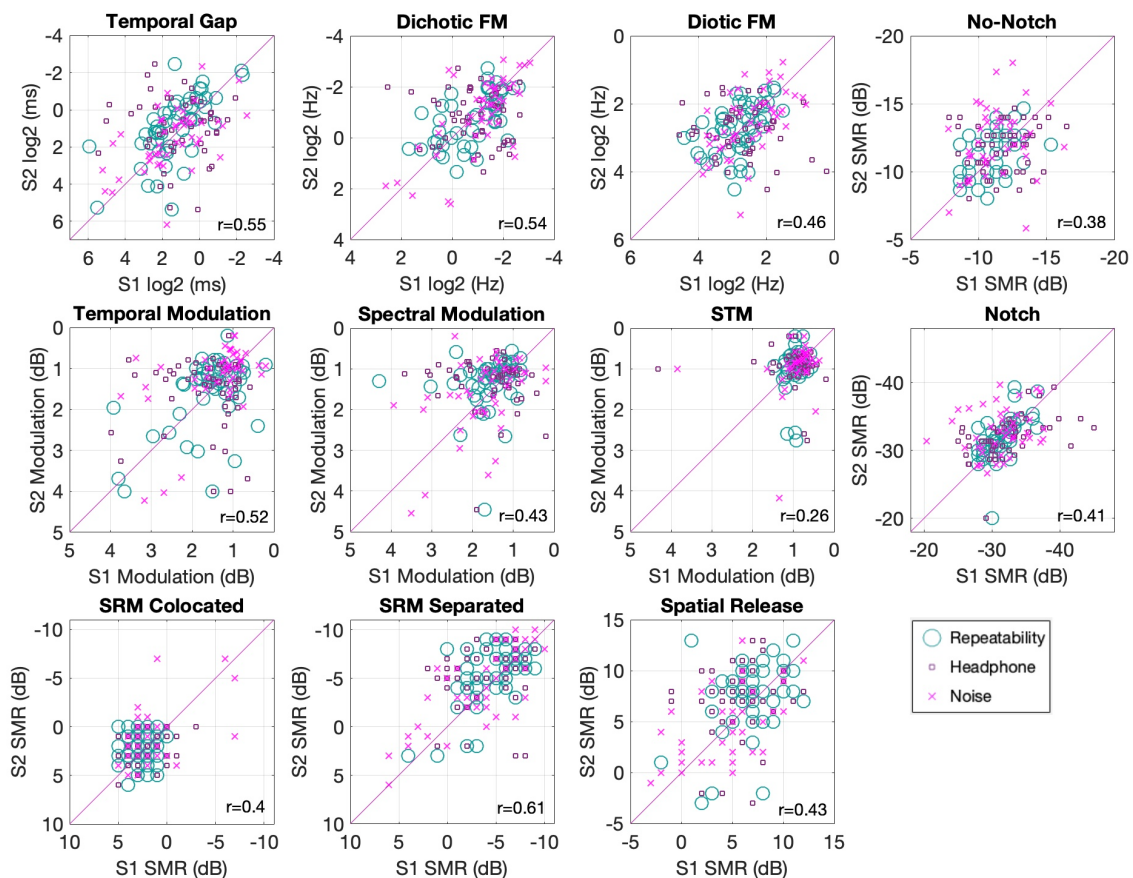 Temporal Gap
-4
-2
0
2
4
6
S2 log2 (ms)
r=0.55
6 4 2 0 -2 -4
S1 log2 (ms)
Dichotic FM
-4
-2
0
2
4
S2 log2 (Hz)
r=0.54
4 2 0 -2 -4
S1 log2 (Hz)
Diotic FM
0
2
4
6
S2 log2 (Hz)
r=0.46
6 4 2 0
S1 log2 (Hz)
No-Notch
-20
-15
-10
-5
S2 SMR (dB)
r=0.38
-5 -10 -15 -20
S1 SMR (dB)
Temporal Modulation
0
1
2
3
4
5
S2 Modulation (dB)
r=0.52
5 4 3 2 1 0
S1 Modulation (dB)
Spectral Modulation
0
1
2
3
4
5
S2 Modulation (dB)
r=0.43
5 4 3 2 1 0
S1 Modulation (dB)
STM
0
1
2
3
4
5
S2 Modulation (dB)
r=0.26
5 4 3 2 1 0
S1 Modulation (dB)
Notch
-40
-30
-20
S2 SMR (dB)
r=0.41
-20 -30 -40
S1 SMR (dB)
SRM Colocated
-10
-5
0
5
10
S2 SMR (dB)
r=0.4
10 5 0 -5 -10
S1 SMR (dB)
SRM Separated
-10
-5
0
5
10
S2 SMR (dB)
r=0.61
10 5 0 -5 -10
S1 SMR (dB)
Spatial Release
15
10
5
0
-5
S2 SMR (dB)
r=0.43
-5 0 5 10 15
S1 SMR (dB)
Repeatability
Headphone
Noise